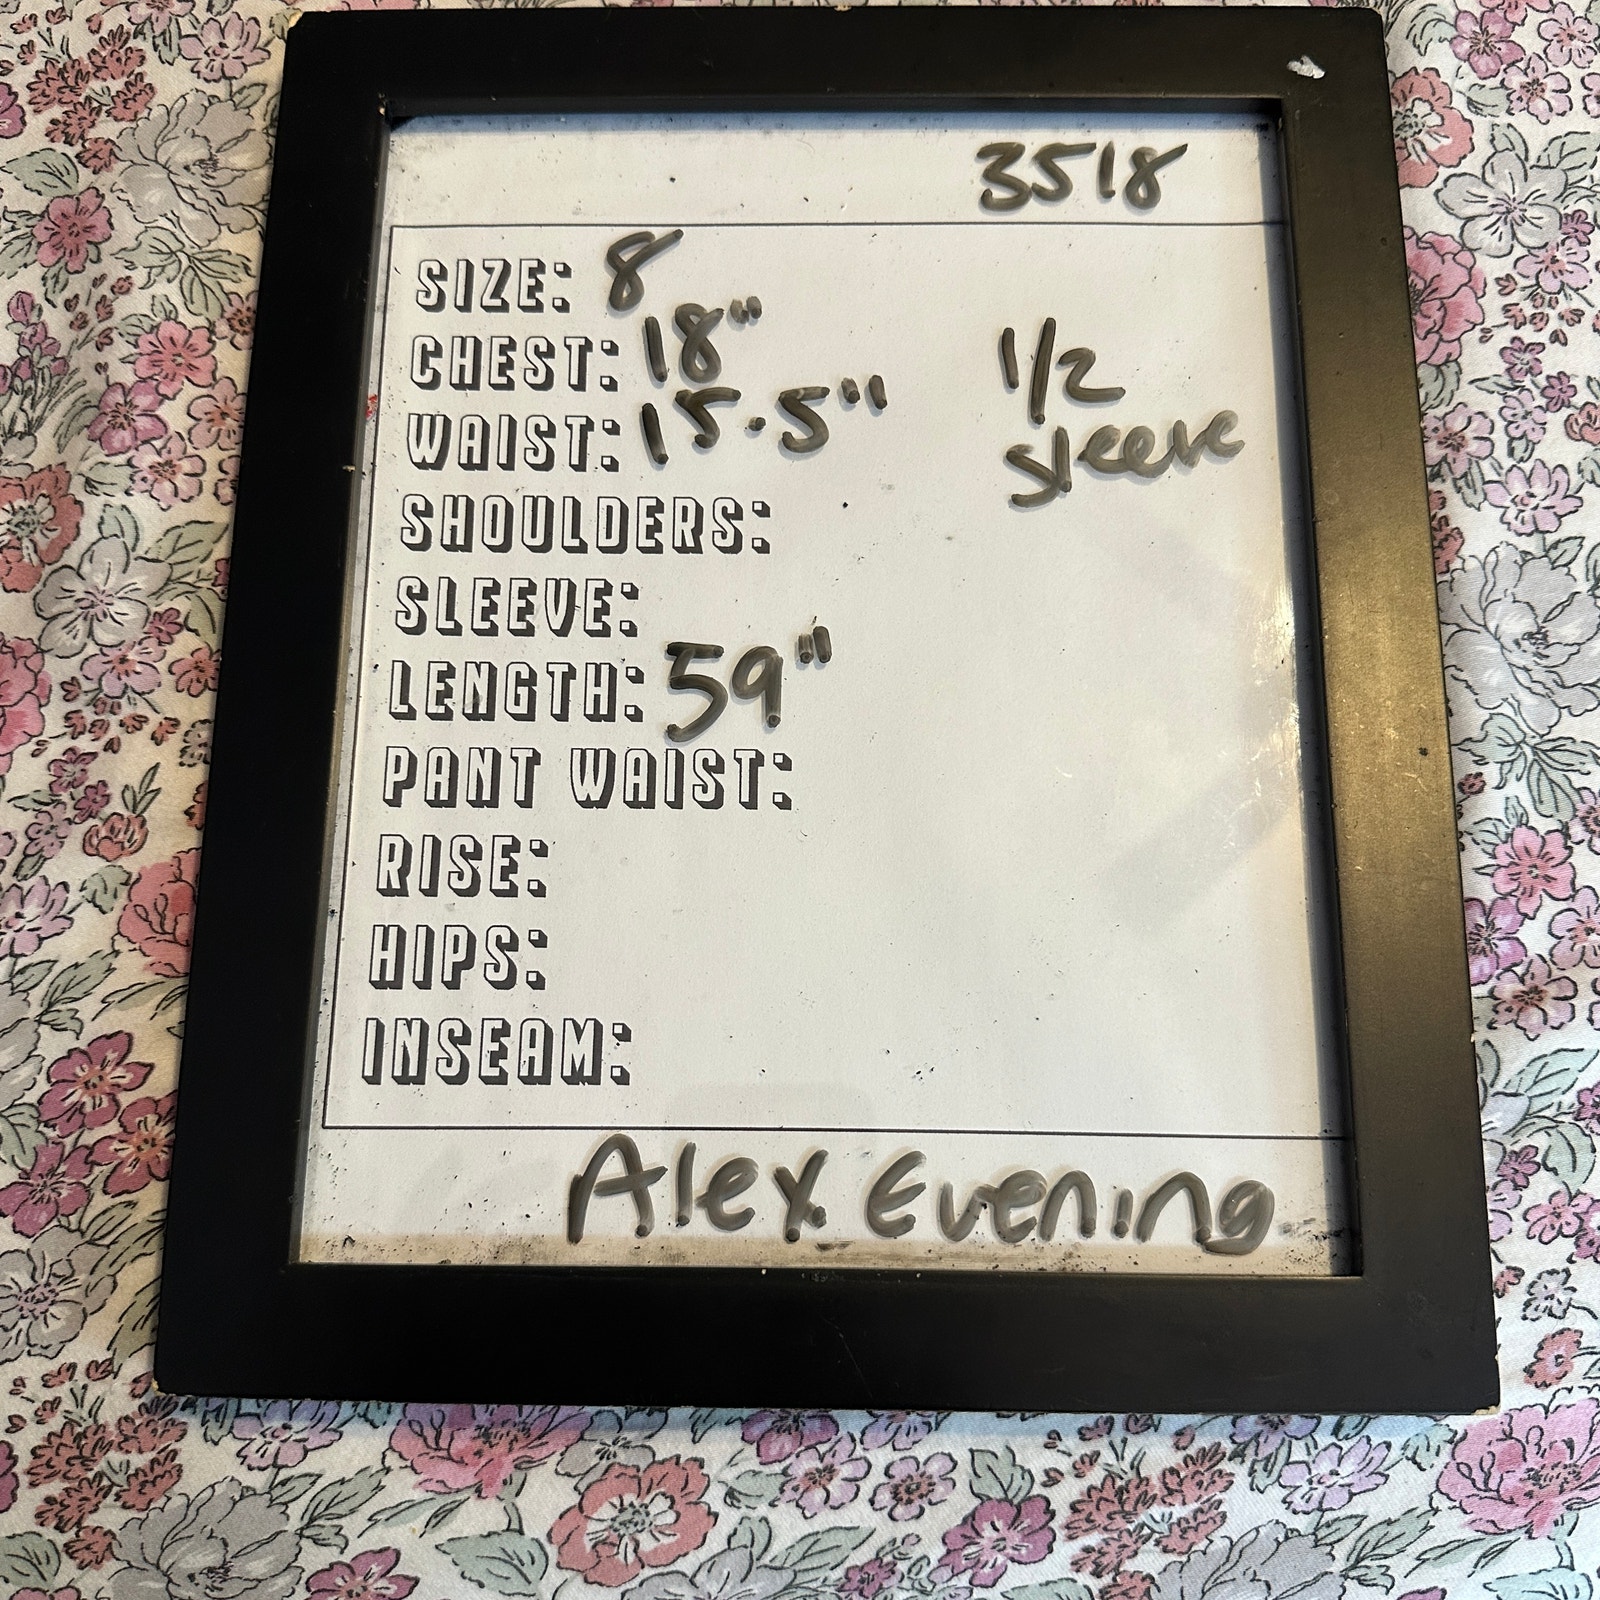 3518
SIZE: 8
CHEST: 18"
WAIST: 15.5"
1/2
sleeve
SHOULDERS:
SLEEVE:
LENGTH: 59"
PANT WAIST:
RISE:
HIPS:
INSEAM:
Alex Evening